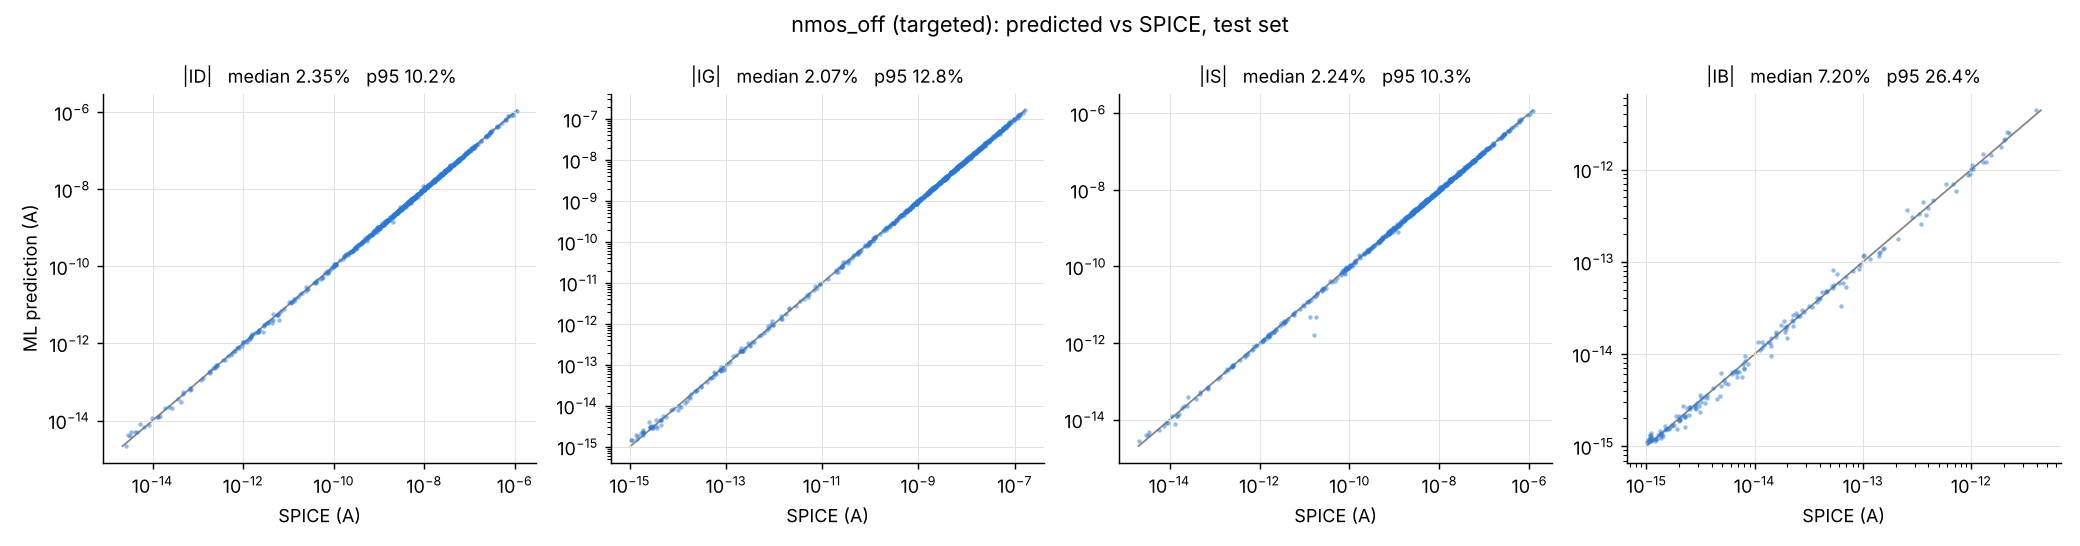 nmos_off (targeted): predicted vs SPICE, test set
|ID|   median 2.35%   p95 10.2%
|IG|   median 2.07%   p95 12.8%
|IS|   median 2.24%   p95 10.3%
|IB|   median 7.20%   p95 26.4%
ML prediction (A)
10⁻⁶
10⁻⁸
10⁻¹⁰
10⁻¹²
10⁻¹⁴
10⁻¹⁴ 10⁻¹² 10⁻¹⁰ 10⁻⁸ 10⁻⁶
SPICE (A)
10⁻⁷
10⁻⁸
10⁻⁹
10⁻¹⁰
10⁻¹¹
10⁻¹²
10⁻¹³
10⁻¹⁴
10⁻¹⁵
10⁻¹⁵ 10⁻¹³ 10⁻¹¹ 10⁻⁹ 10⁻⁷
SPICE (A)
10⁻⁶
10⁻⁸
10⁻¹⁰
10⁻¹²
10⁻¹⁴
10⁻¹⁴ 10⁻¹² 10⁻¹⁰ 10⁻⁸ 10⁻⁶
SPICE (A)
10⁻¹²
10⁻¹³
10⁻¹⁴
10⁻¹⁵
10⁻¹⁵ 10⁻¹⁴ 10⁻¹³ 10⁻¹²
SPICE (A)